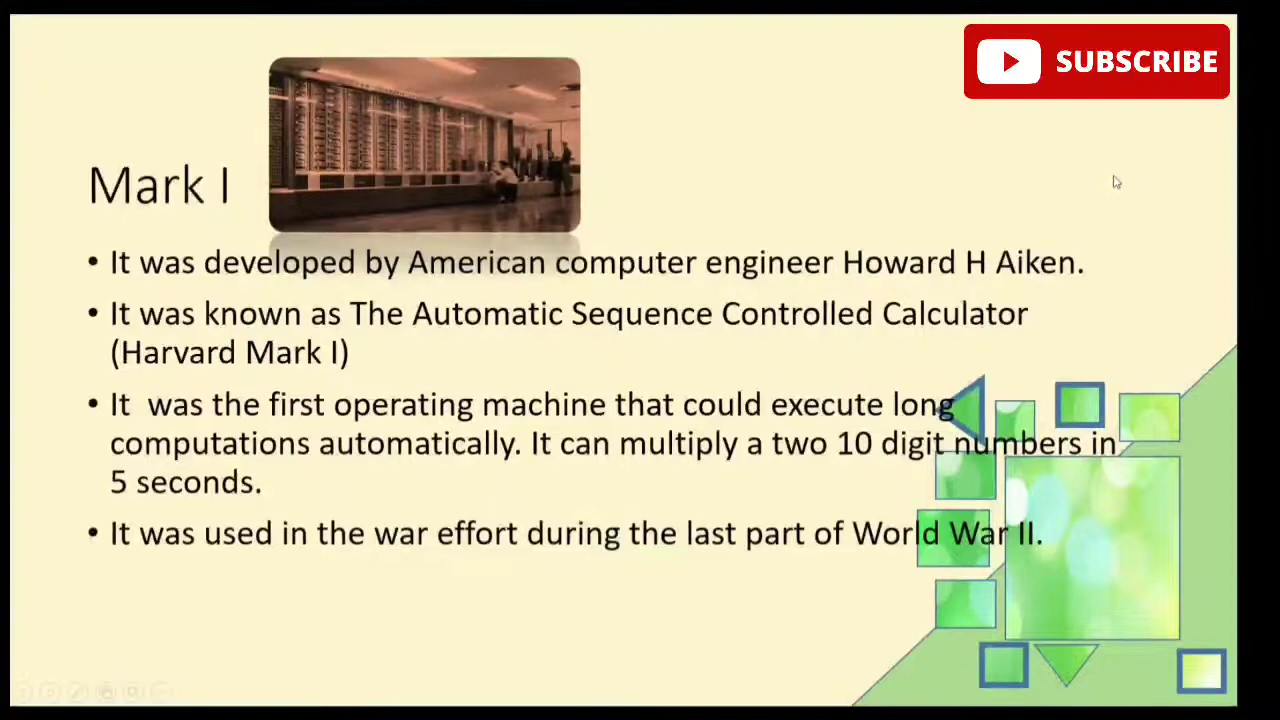 SUBSCRIBE
Mark I
• It was developed by American computer engineer Howard H Aiken.
• It was known as The Automatic Sequence Controlled Calculator
(Harvard Mark I)
• It  was the first operating machine that could execute long
computations automatically. It can multiply a two 10 digit numbers in
5 seconds.
• It was used in the war effort during the last part of World War II.